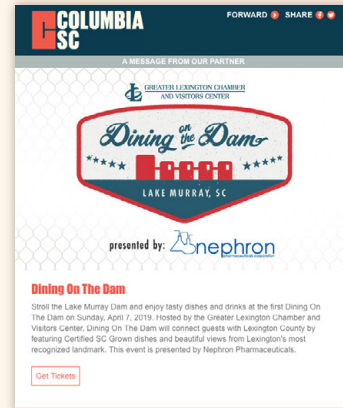 COLUMBIA
SC
FORWARD SHARE
A MESSAGE FROM OUR PARTNER
GREATER LEXINGTON CHAMBER
AND VISITORS CENTER
Dining on the Dam
LAKE MURRAY, SC
presented by: nephron
pharmaceuticals corporation
Dining On The Dam
Stroll the Lake Murray Dam and enjoy tasty dishes and drinks at the first Dining On
The Dam on Sunday, April 7, 2019. Hosted by the Greater Lexington Chamber and
Visitors Center, Dining On The Dam will connect guests with Lexington County by
featuring Certified SC Grown dishes and beautiful views from Lexington's most
recognized landmark. This event is presented by Nephron Pharmaceuticals.
Get Tickets